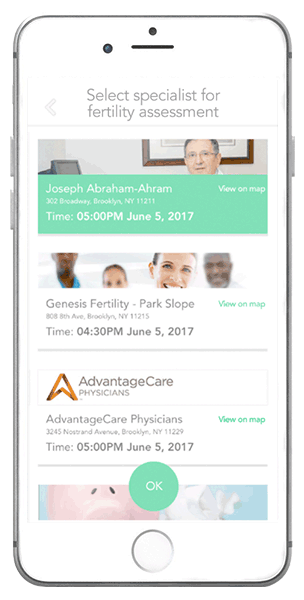 Select specialist for
fertility assessment
Joseph Abraham-Ahram
View on map
302 Broadway, Brooklyn, NY 11211
Time: 05:00PM June 5, 2017
Genesis Fertility - Park Slope
View on map
808 8th Ave, Brooklyn, NY 11215
Time: 04:30PM June 5, 2017
AdvantageCare
PHYSICIANS
AdvantageCare Physicians
View on map
3245 Nostrand Avenue, Brooklyn, NY 11229
Time: 05:00PM June 5, 2017
OK